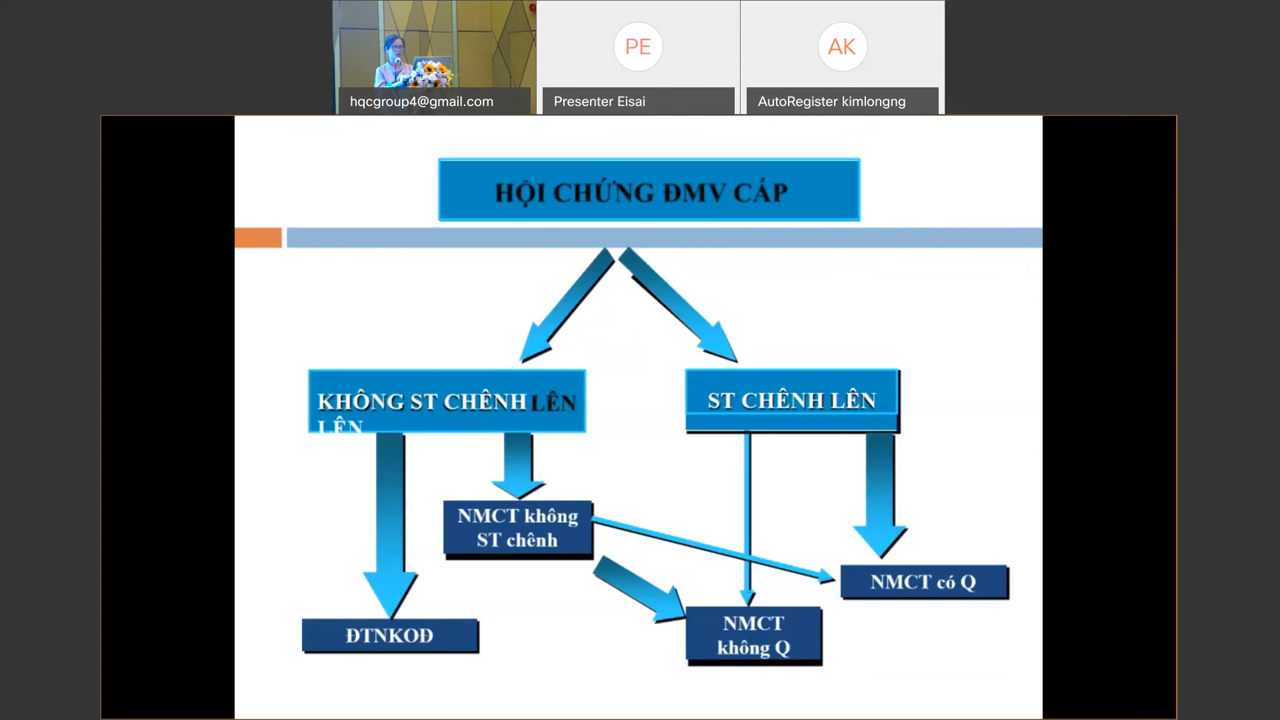 PE
AK
hqcgroup4@gmail.com
Presenter Eisai
AutoRegister kimlongng
HỘI CHỨNG ĐMV CẤP
KHÔNG ST CHÊNH LÊN
LÊN
ST CHÊNH LÊN
NMCT không
ST chênh
NMCT có Q
ĐTNKOĐ
NMCT
không Q